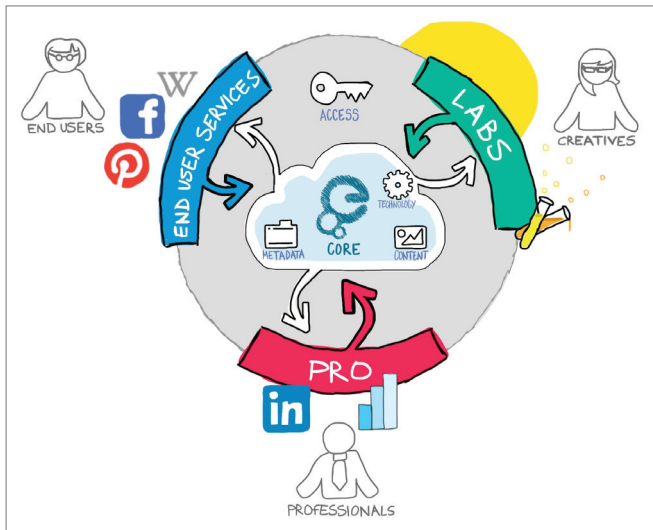 W
f
END USERS
END USER SERVICES
ACCESS
LABS
CREATIVES
TECHNOLOGY
METADATA
CORE
CONTENT
PRO
in
PROFESSIONALS